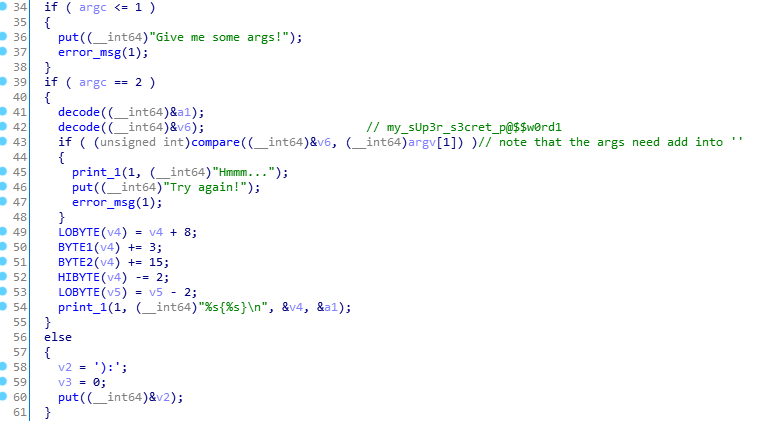 34 if ( argc <= 1 )
35 {
36 put((__int64)"Give me some args!");
37 error_msg(1);
38 }
39 if ( argc == 2 )
40 {
41 decode((__int64)&a1);
42 decode((__int64)&v6); // my_sUp3r_s3cret_p@$$w0rd1
43 if ( (unsigned int)compare((__int64)&v6, (__int64)argv[1]) )// note that the args need add into ''
44 {
45 print_1(1, (__int64)"Hmmm...");
46 put((__int64)"Try again!");
47 error_msg(1);
48 }
49 LOBYTE(v4) = v4 + 8;
50 BYTE1(v4) += 3;
51 BYTE2(v4) += 15;
52 HIBYTE(v4) -= 2;
53 LOBYTE(v5) = v5 - 2;
54 print_1(1, (__int64)"%s{%s}\n", &v4, &a1);
55 }
56 else
57 {
58 v2 = '):';
59 v3 = 0;
60 put((__int64)&v2);
61 }